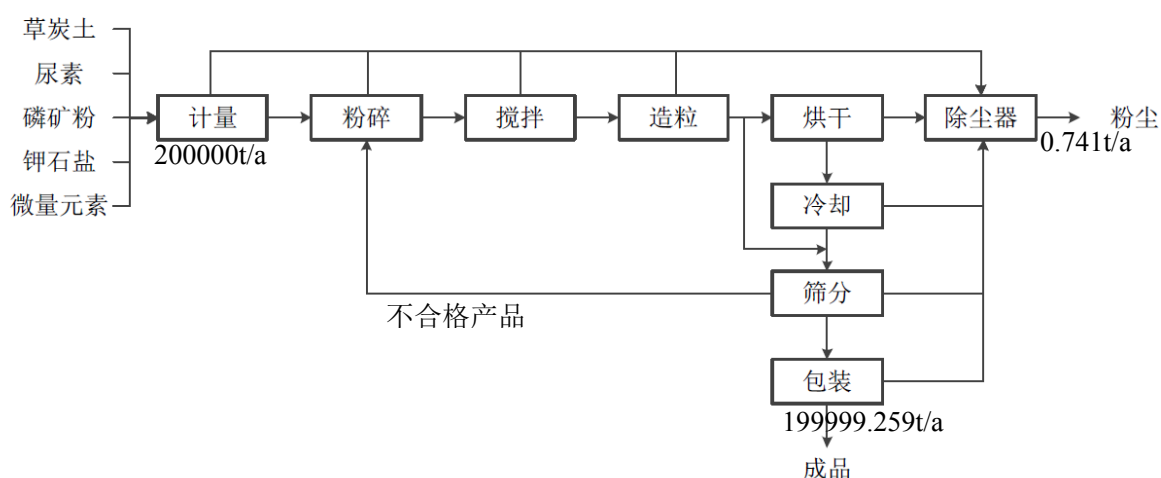 草炭土
尿素
磷矿粉
钾石盐
微量元素
计量
200000t/a
粉碎
搅拌
造粒
烘干
除尘器
粉尘
0.741t/a
冷却
筛分
不合格产品
包装
199999.259t/a
成品